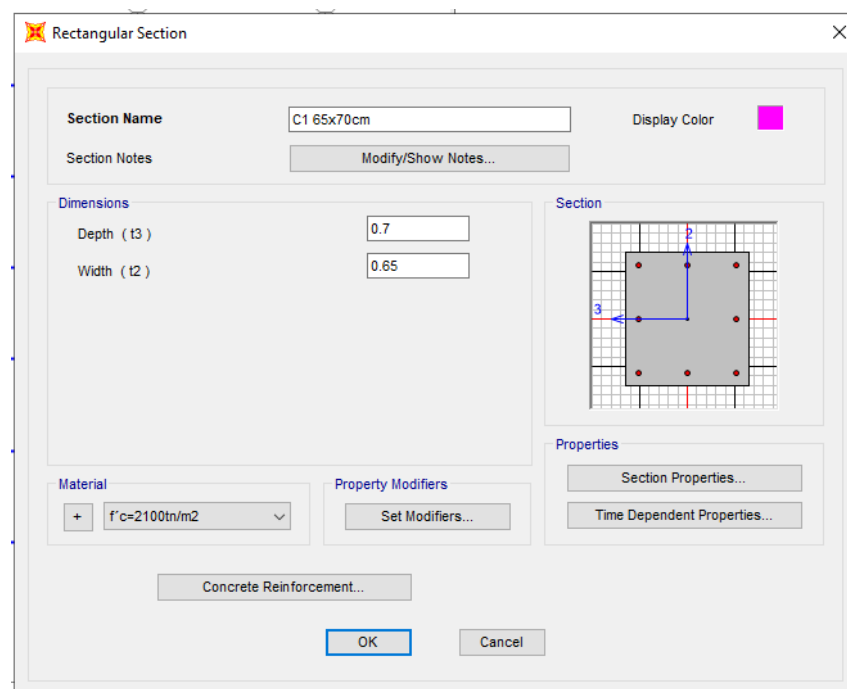 Rectangular Section
Section Name C1 65x70cm Display Color
Section Notes Modify/Show Notes...
Dimensions
Depth ( t3 ) 0.7
Width ( t2 ) 0.65
Section
2
3
Properties
Section Properties...
Time Dependent Properties...
Material
+ f´c=2100tn/m2
Property Modifiers
Set Modifiers...
Concrete Reinforcement...
OK Cancel